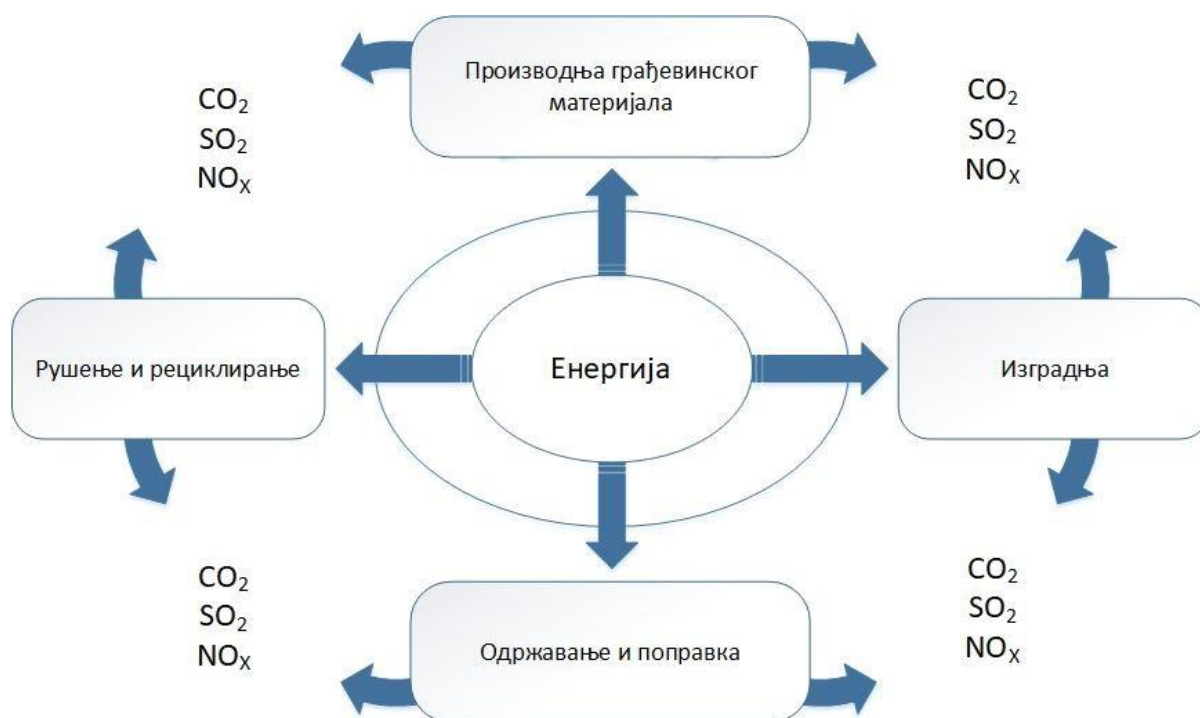 Производња грађевинског
материјала
CO₂
SO₂
NOₓ
CO₂
SO₂
NOₓ
Рушење и рециклирање
Енергија
Изградња
CO₂
SO₂
NOₓ
CO₂
SO₂
NOₓ
Одржавање и поправка